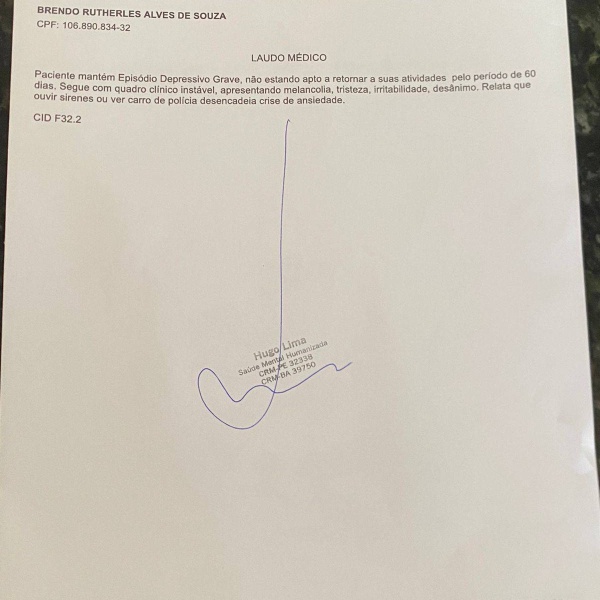 BRENDO RUTHERLES ALVES DE SOUZA
CPF: 106.890.834-32
LAUDO MÉDICO
Paciente mantém Episódio Depressivo Grave, não estando apto a retornar a suas atividades pelo período de 60
dias. Segue com quadro clínico instável, apresentando melancolia, tristeza, irritabilidade, desânimo. Relata que
ouvir sirenes ou ver carro de polícia desencadeia crise de ansiedade.
CID F32.2
Hugo Lima
Saúde Mental Humanizada
CRM-PE 32338
CRM-BA 39750